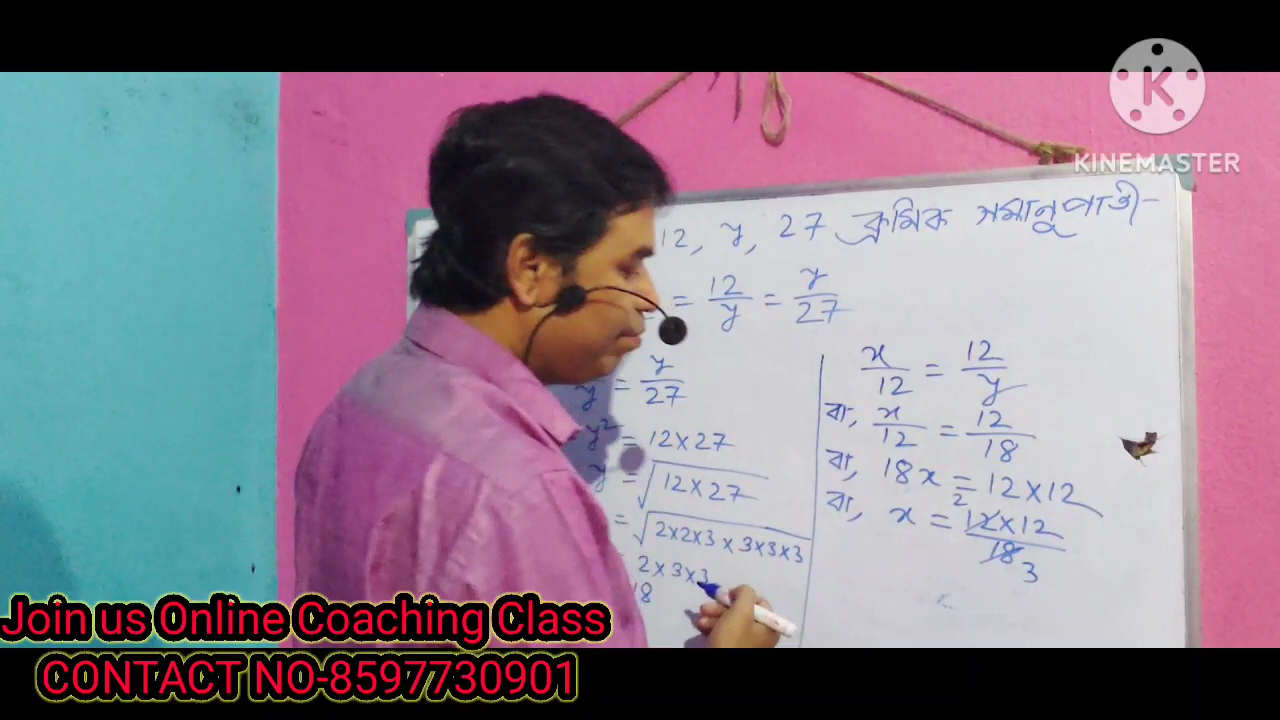 KINEMASTER
12, y, 27 ক্রমিক সমানুপাতী-
= 12/y = y/27
y = y/27
y² = 12×27
y = √12×27
= √2×2×3×3×3×3
2×3×3
18
x/12 = 12/y
বা, x/12 = 12/18
বা, 18x = 12×12
বা, x = 12×12/18
2
3
Join us Online Coaching Class
CONTACT NO-8597730901